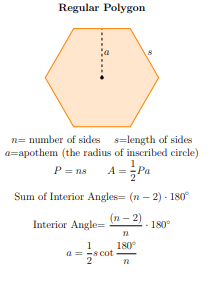 Regular Polygon
a
s
n= number of sides s=length of sides
a=apothem (the radius of inscribed circle)
P = ns A = 1/2 Pa
Sum of Interior Angles= (n − 2) · 180°
Interior Angle= (n − 2)/n · 180°
a = 1/2 s cot 180°/n